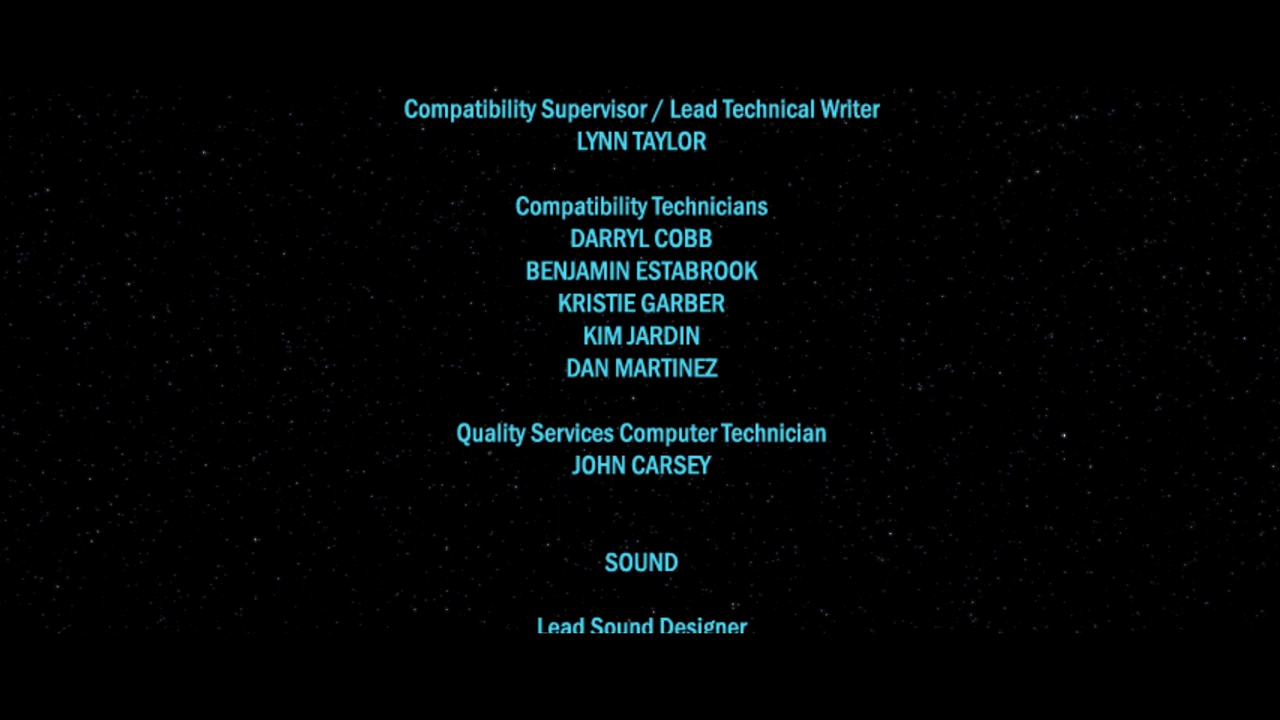 Compatibility Supervisor / Lead Technical Writer
LYNN TAYLOR
Compatibility Technicians
DARRYL COBB
BENJAMIN ESTABROOK
KRISTIE GARBER
KIM JARDIN
DAN MARTINEZ
Quality Services Computer Technician
JOHN CARSEY
SOUND
Lead Sound Designer